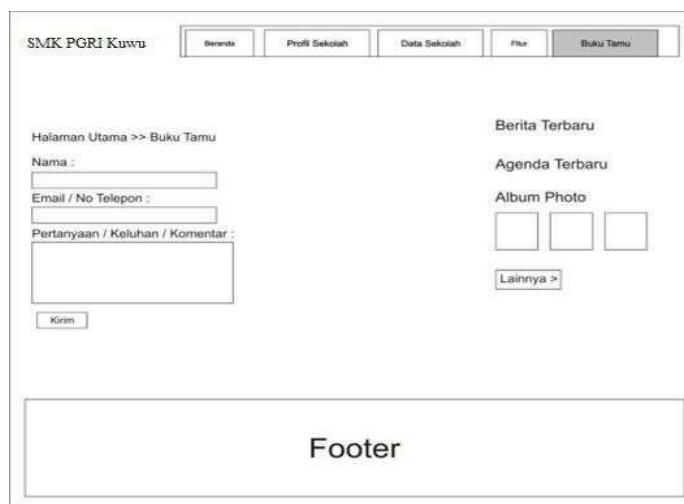 SMK PGRI Kuwu
Beranda
Profil Sekolah
Data Sekolah
Fitur
Buku Tamu
Halaman Utama >> Buku Tamu
Nama :
Email / No Telepon :
Pertanyaan / Keluhan / Komentar :
Kirim
Berita Terbaru
Agenda Terbaru
Album Photo
Lainnya >
Footer